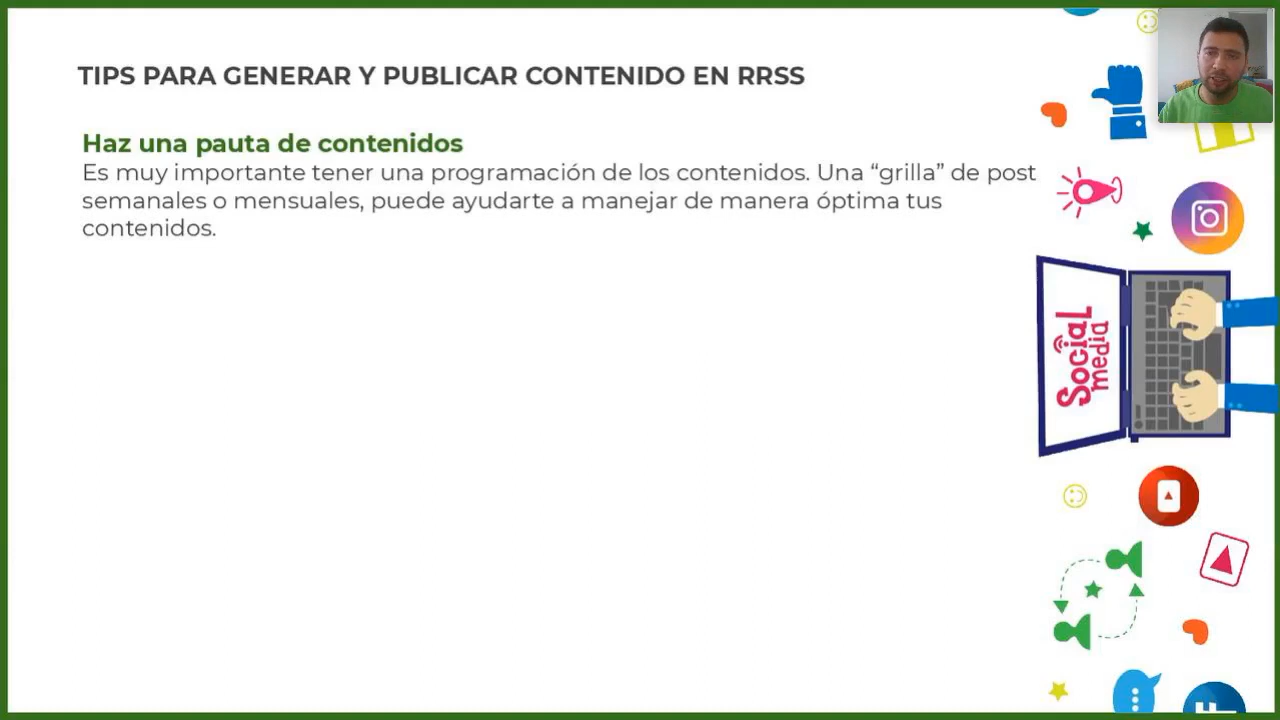 TIPS PARA GENERAR Y PUBLICAR CONTENIDO EN RRSS
Haz una pauta de contenidos
Es muy importante tener una programación de los contenidos. Una “grilla” de post
semanales o mensuales, puede ayudarte a manejar de manera óptima tus
contenidos.
Social
media